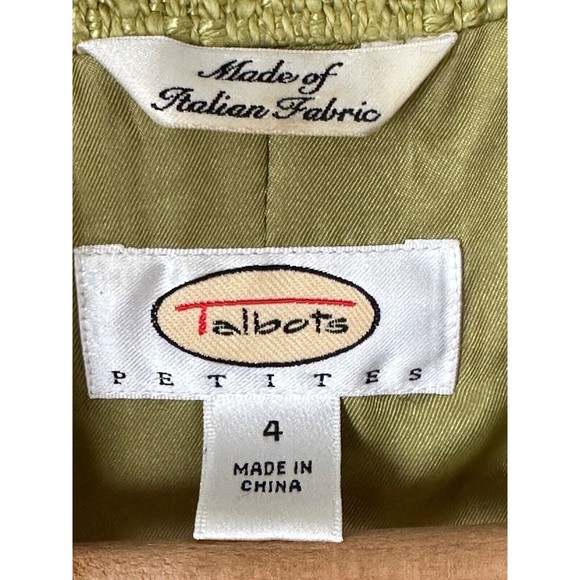 Made of
Italian Fabric
Talbots
PETITES
4
MADE IN
CHINA